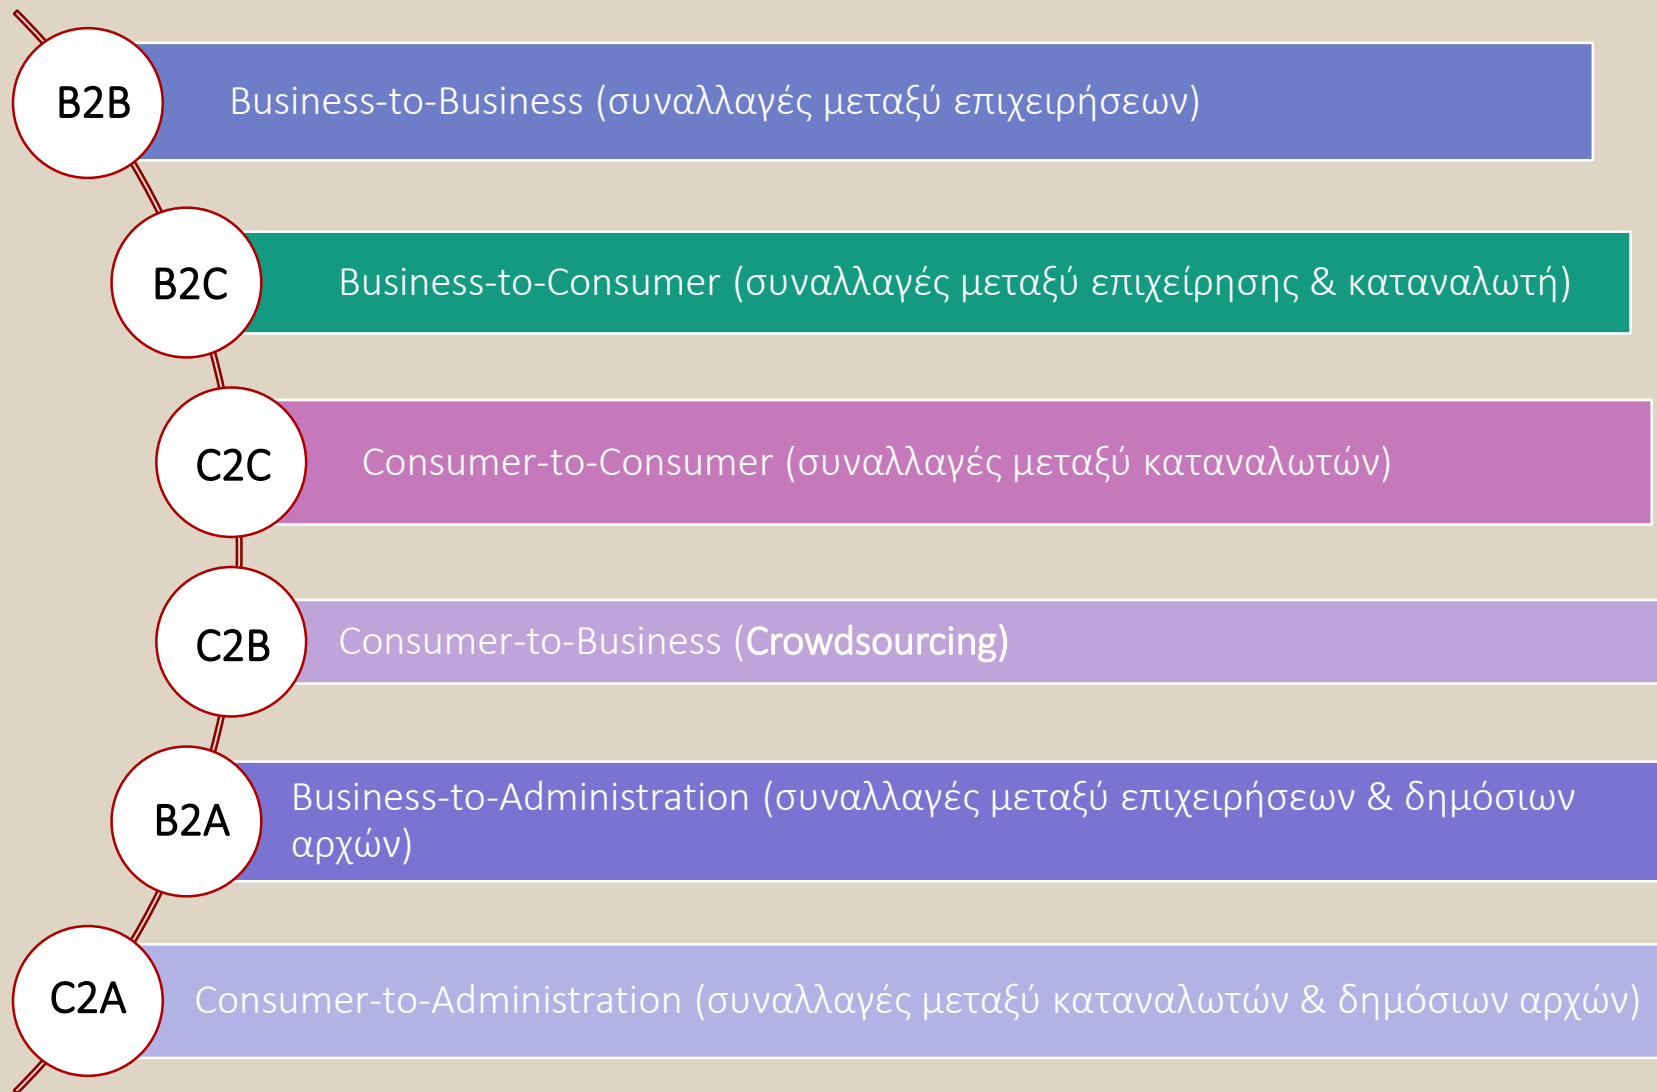 B2B
Business-to-Business (συναλλαγές μεταξύ επιχειρήσεων)
B2C
Business-to-Consumer (συναλλαγές μεταξύ επιχείρησης & καταναλωτή)
C2C
Consumer-to-Consumer (συναλλαγές μεταξύ καταναλωτών)
C2B
Consumer-to-Business (Crowdsourcing)
B2A
Business-to-Administration (συναλλαγές μεταξύ επιχειρήσεων & δημόσιων
αρχών)
C2A
Consumer-to-Administration (συναλλαγές μεταξύ καταναλωτών & δημόσιων αρχών)